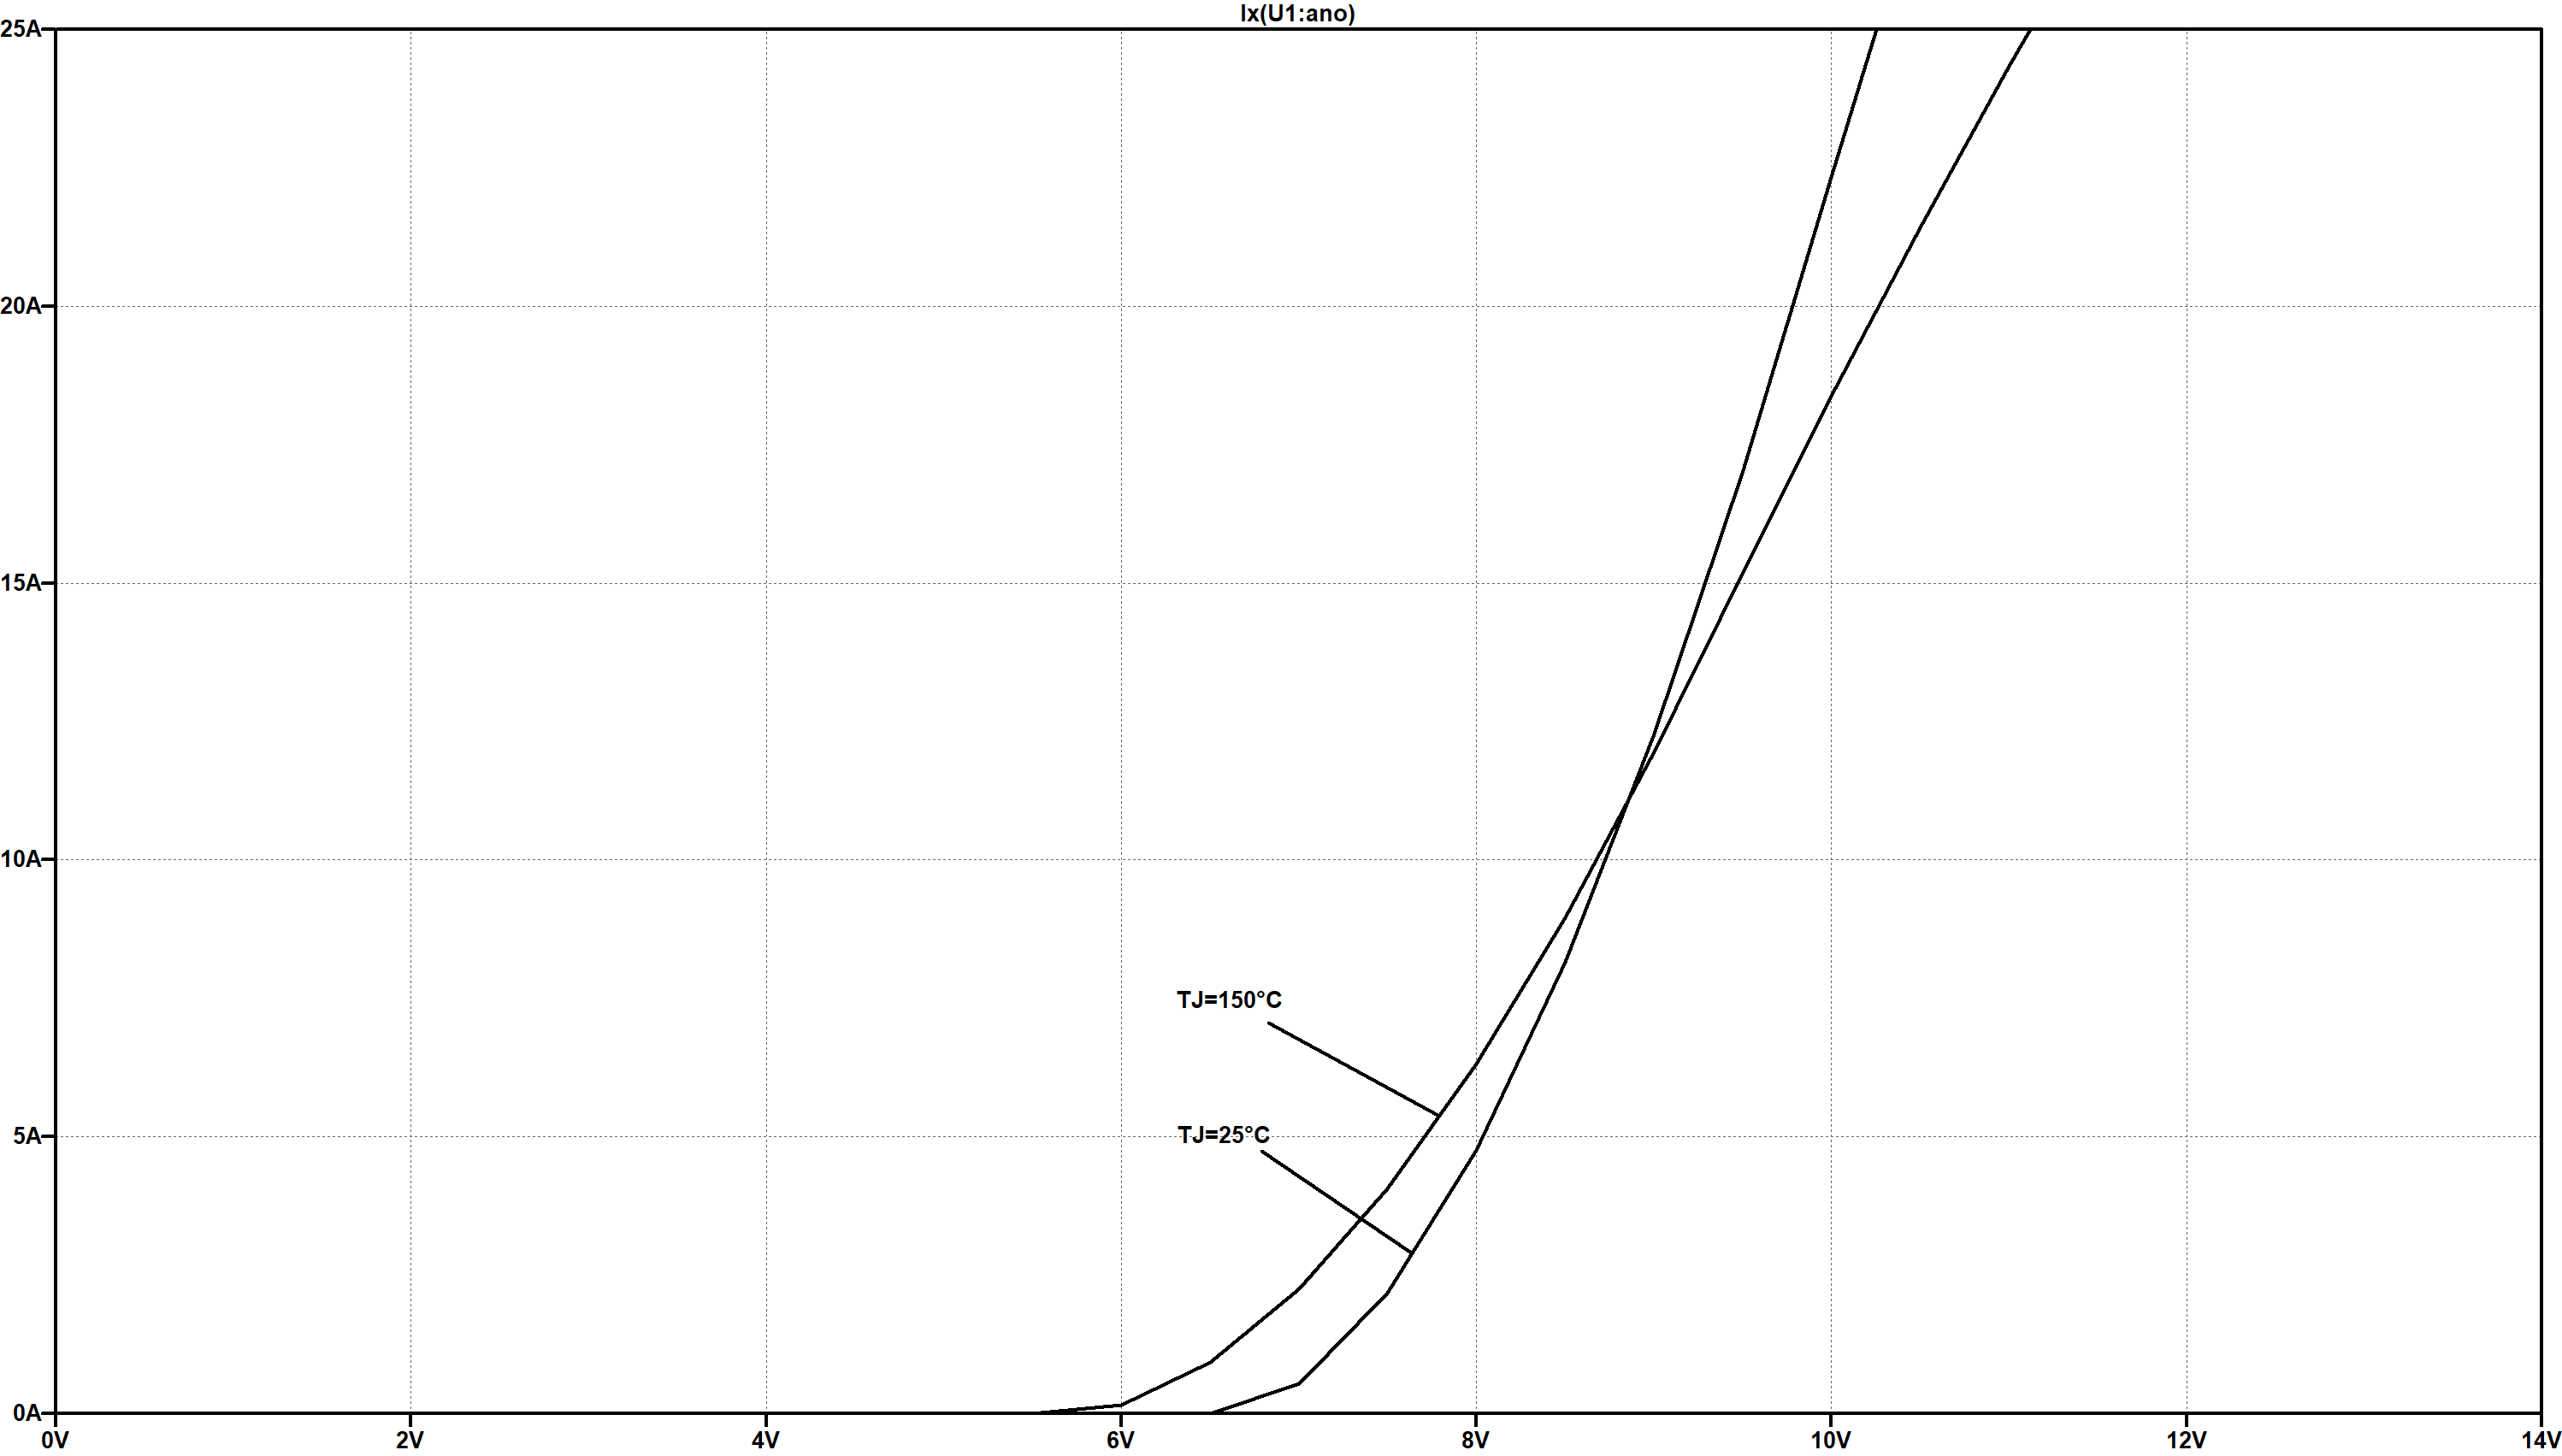 Ix(U1:ano)
25A
20A
15A
10A
TJ=150°C
5A
TJ=25°C
0A
0V 2V 4V 6V 8V 10V 12V 14V